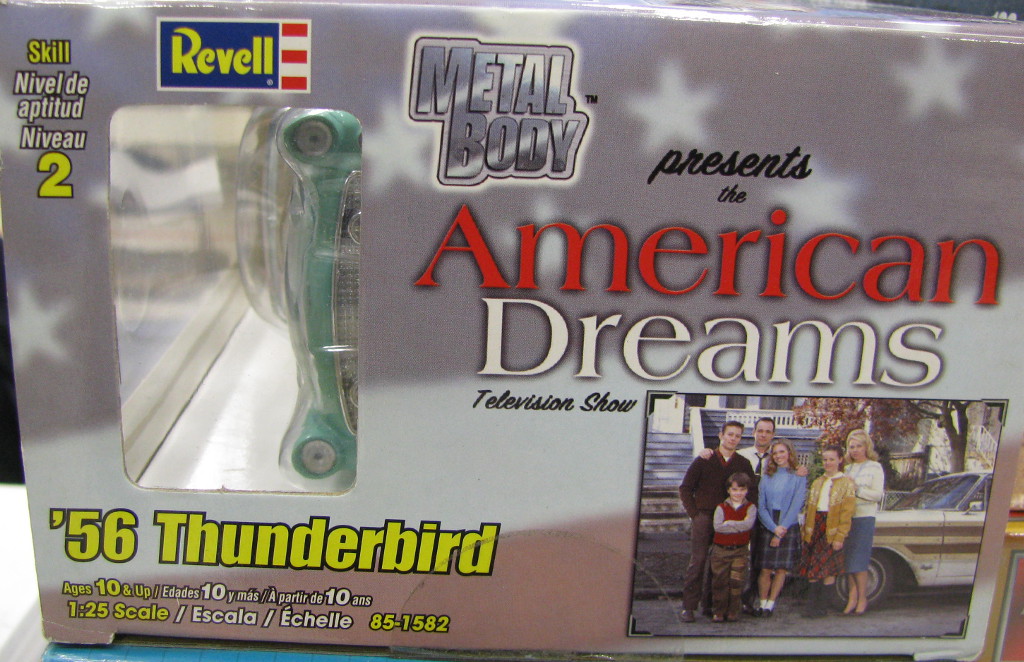 Skill
Nivel de
aptitud
Niveau
2
Revell
METAL
BODY™
presents
the
American
Dreams
Television Show
'56 Thunderbird
Ages 10 & Up / Edades 10 y más / À partir de 10 ans
1:25 Scale / Escala / Échelle 85-1582